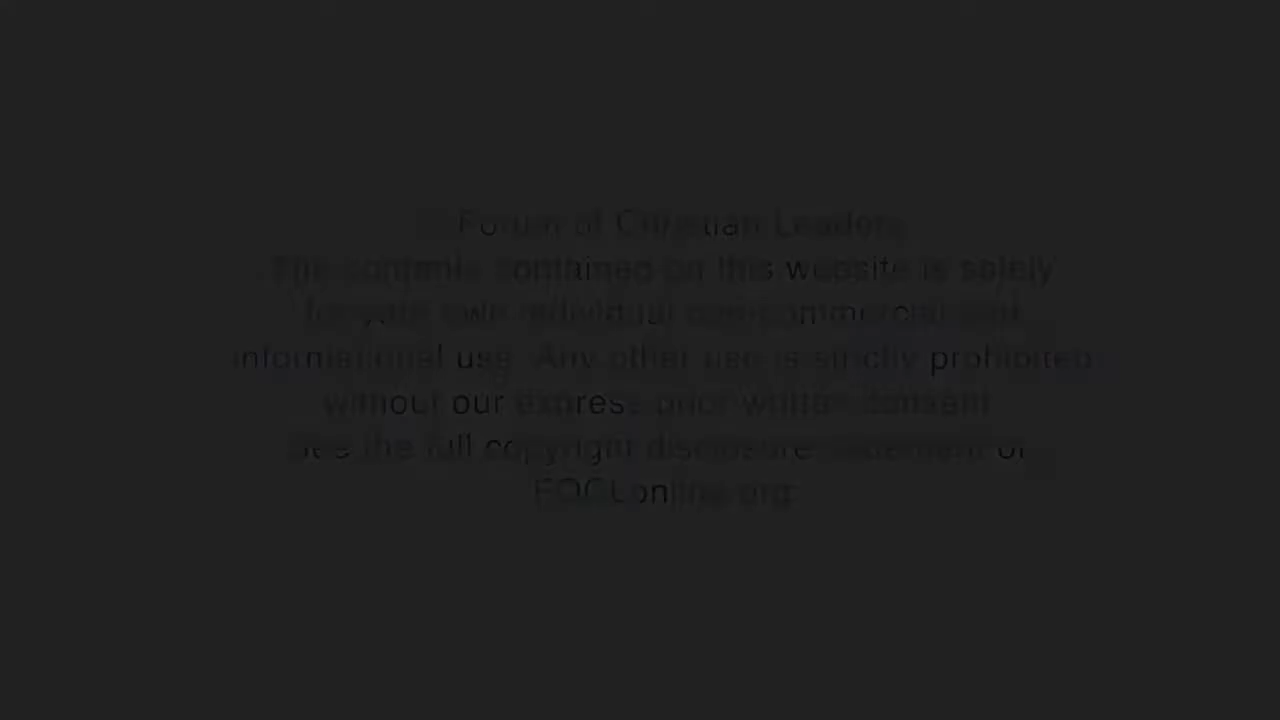 Forum of Christian Leaders
The contents contained on this website is solely
for your own individual non-commercial and
informational use. Any other use is strictly prohibited
without our express prior written consent
See the full copyright disclosure statement on
FOCLonline.org